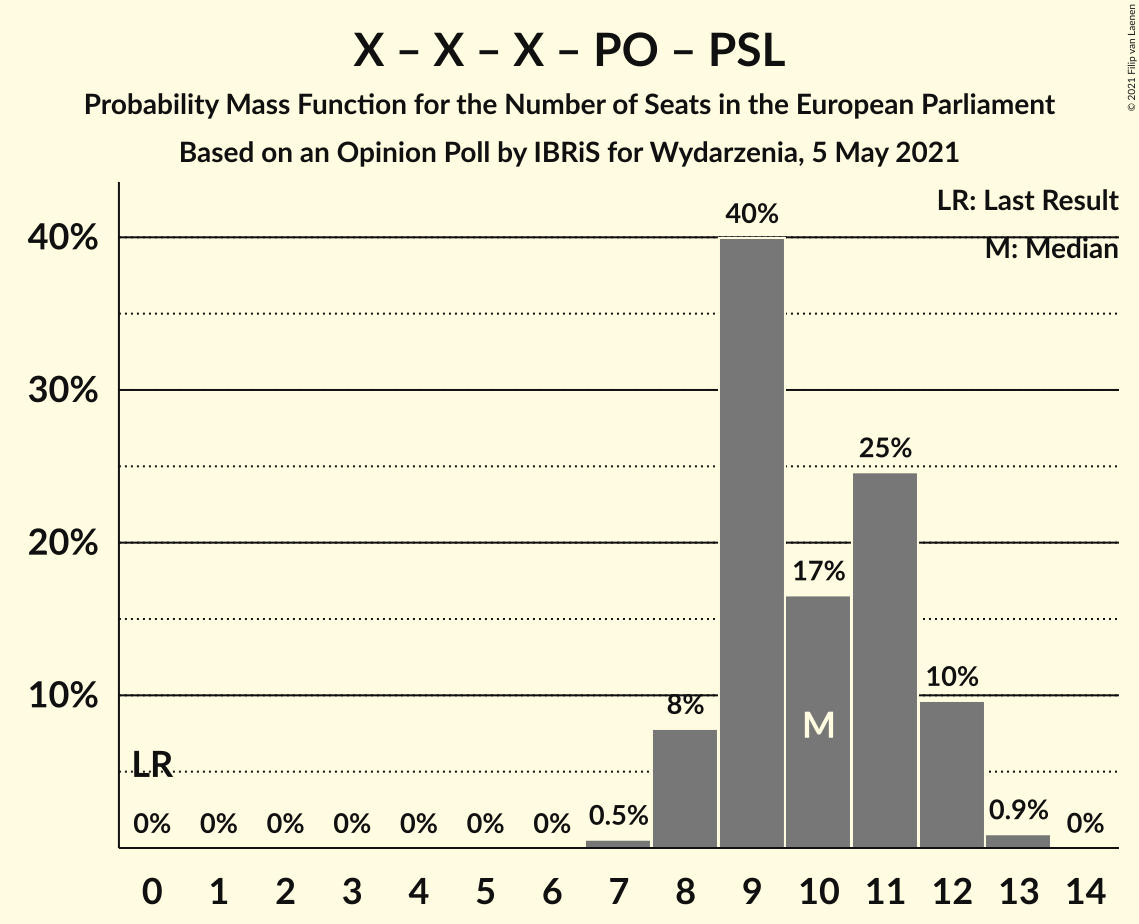 X – X – X – PO – PSL
Probability Mass Function for the Number of Seats in the European Parliament
Based on an Opinion Poll by IBRiS for Wydarzenia, 5 May 2021
© 2021 Filip van Laenen
LR: Last Result
M: Median
40%
30%
20%
10%
LR
0% 0% 0% 0% 0% 0% 0% 0.5% 8% 40% 17% 25% 10% 0.9% 0%
M
0 1 2 3 4 5 6 7 8 9 10 11 12 13 14